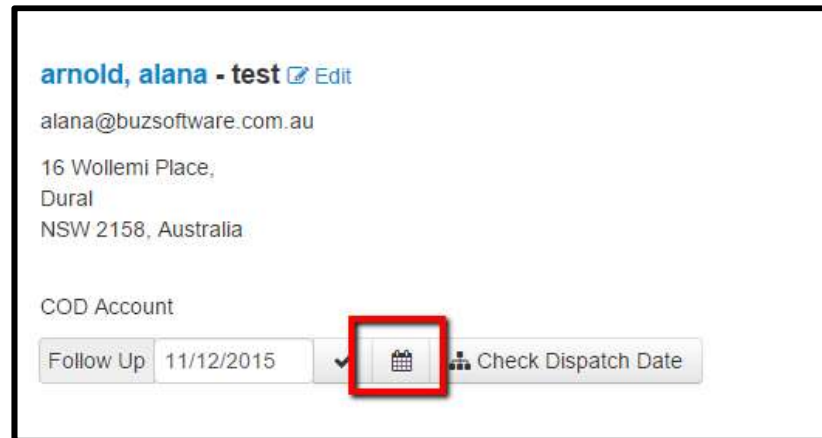 arnold, alana - test Edit
alana@buzsoftware.com.au
16 Wollemi Place,
Dural
NSW 2158, Australia
COD Account
Follow Up 11/12/2015 Check Dispatch Date